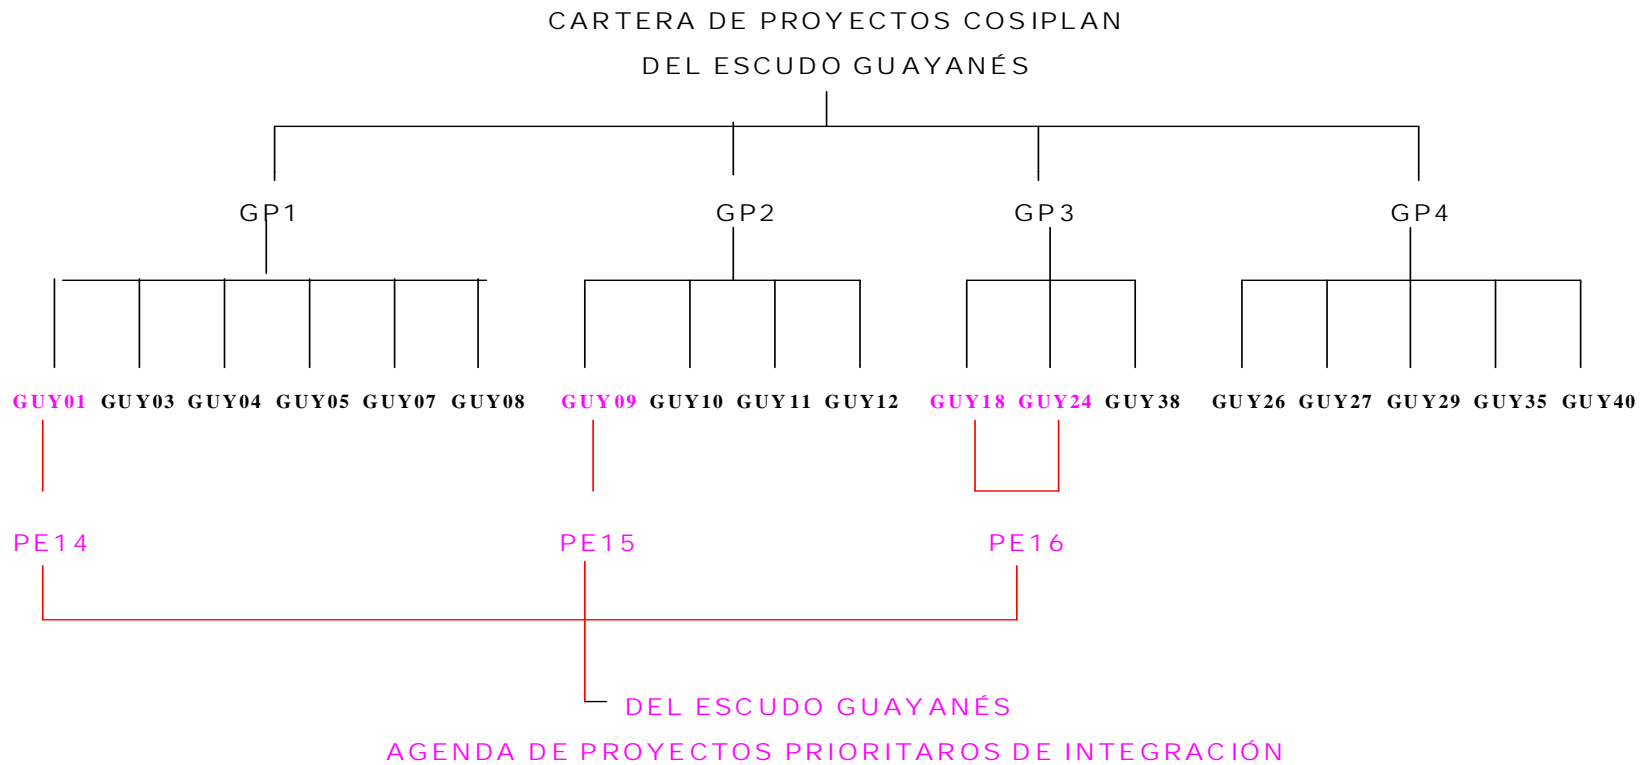 CARTERA DE PROYECTOS COSIPLAN
DEL ESCUDO GUAYANÉS
GP1 GP2 GP3 GP4
GUY01 GUY03 GUY04 GUY05 GUY07 GUY08 GUY09 GUY10 GUY11 GUY12 GUY18 GUY24 GUY38 GUY26 GUY27 GUY29 GUY35 GUY40
PE14 PE15 PE16
DEL ESCUDO GUAYANÉS
AGENDA DE PROYECTOS PRIORITAROS DE INTEGRACIÓN